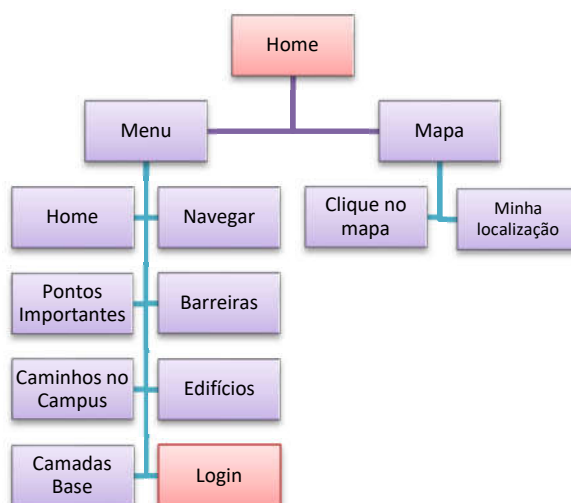 Home
Menu
Mapa
Home
Navegar
Clique no
mapa
Minha
localização
Pontos
Importantes
Barreiras
Caminhos no
Campus
Edifícios
Camadas
Base
Login